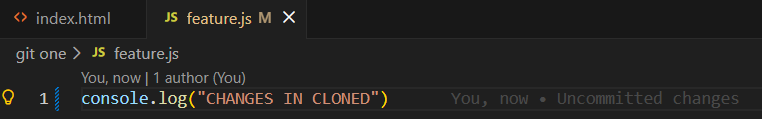 <> index.html JS feature.js M ×
git one > JS feature.js
You, now | 1 author (You)
1 console.log("CHANGES IN CLONED") You, now • Uncommitted changes